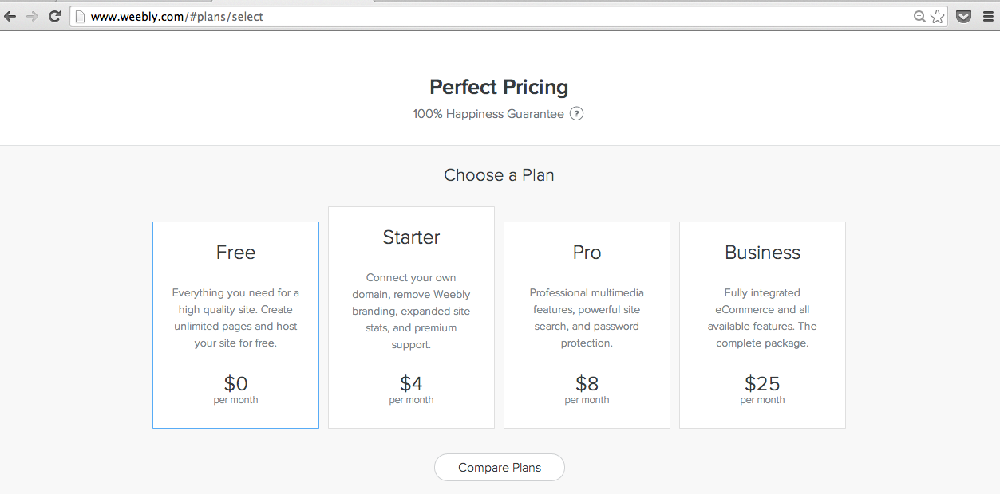 www.weebly.com/#plans/select
Perfect Pricing
100% Happiness Guarantee ?
Choose a Plan
Free
Everything you need for a
high quality site. Create
unlimited pages and host
your site for free.
$0
per month
Starter
Connect your own
domain, remove Weebly
branding, expanded site
stats, and premium
support.
$4
per month
Pro
Professional multimedia
features, powerful site
search, and password
protection.
$8
per month
Business
Fully integrated
eCommerce and all
available features. The
complete package.
$25
per month
Compare Plans